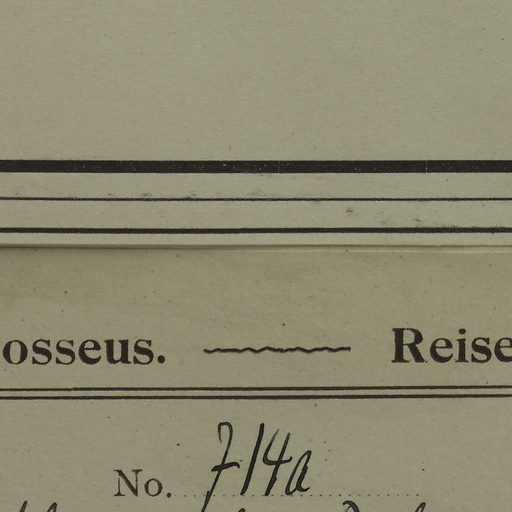 osseus. Reise
No. 714a